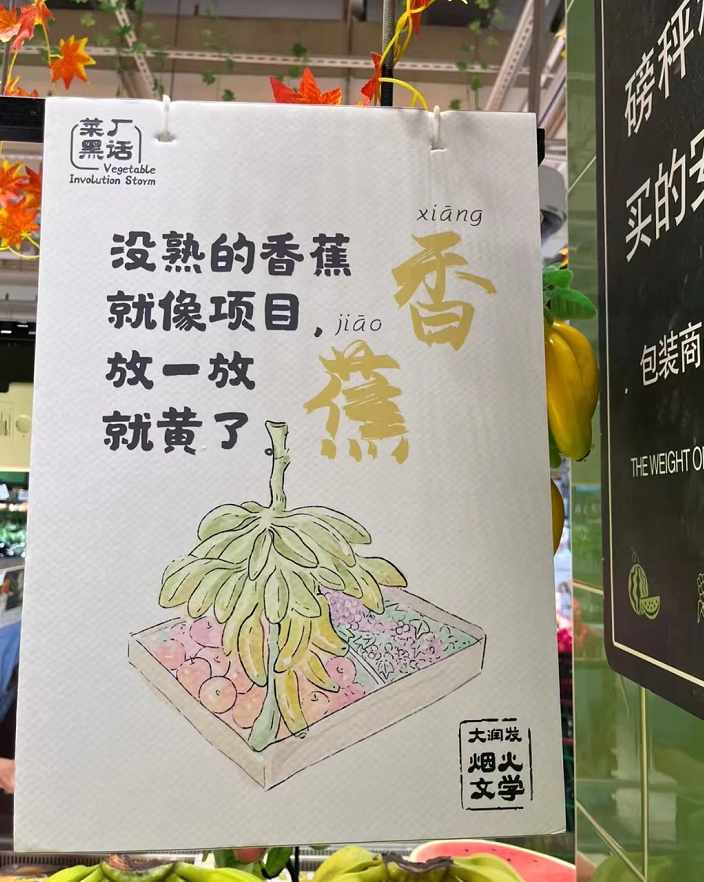 菜厂
黑话
Vegetable
Involution Storm
xiāng
香
jiāo
蕉
没熟的香蕉
就像项目，
放一放
就黄了。
大润发
烟火
文学
磅秤
买的
包装商
THE WEIGHT